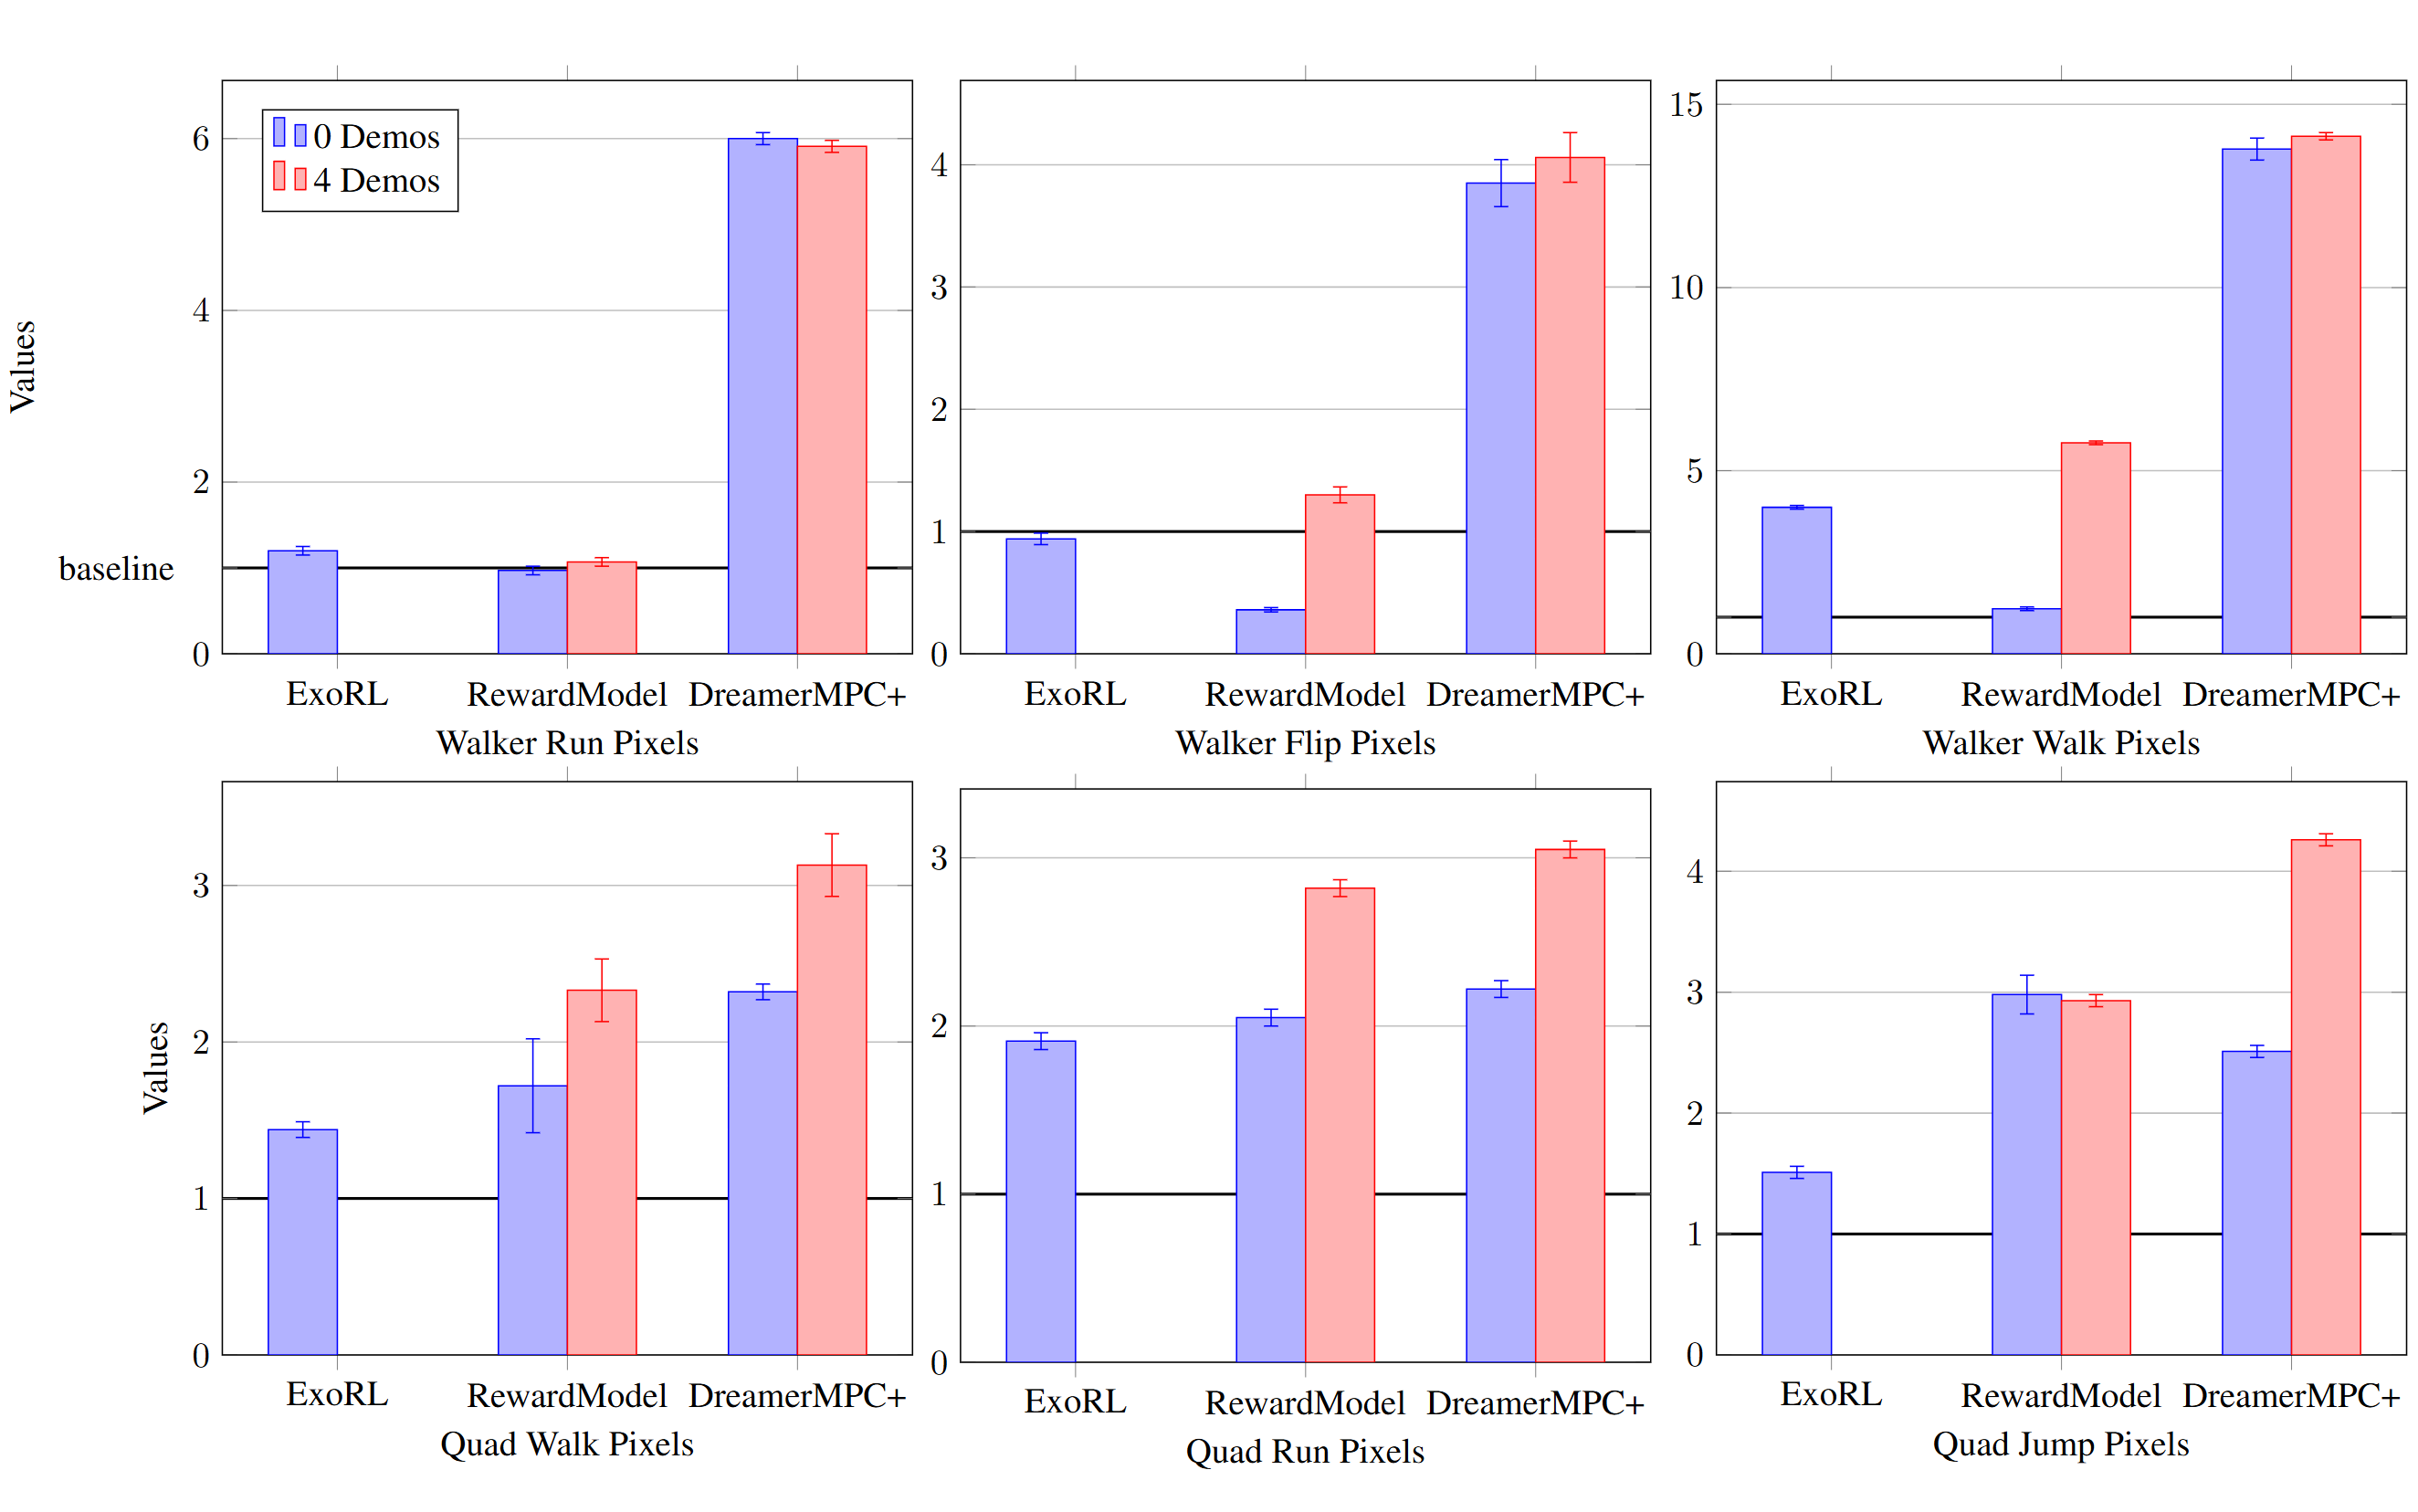 0 Demos
4 Demos
Values
6
4
2
baseline
0
ExoRL RewardModel DreamerMPC+
Walker Run Pixels
4
3
2
1
0
ExoRL RewardModel DreamerMPC+
Walker Flip Pixels
15
10
5
0
ExoRL RewardModel DreamerMPC+
Walker Walk Pixels
Values
3
2
1
0
ExoRL RewardModel DreamerMPC+
Quad Walk Pixels
3
2
1
0
ExoRL RewardModel DreamerMPC+
Quad Run Pixels
4
3
2
1
0
ExoRL RewardModel DreamerMPC+
Quad Jump Pixels